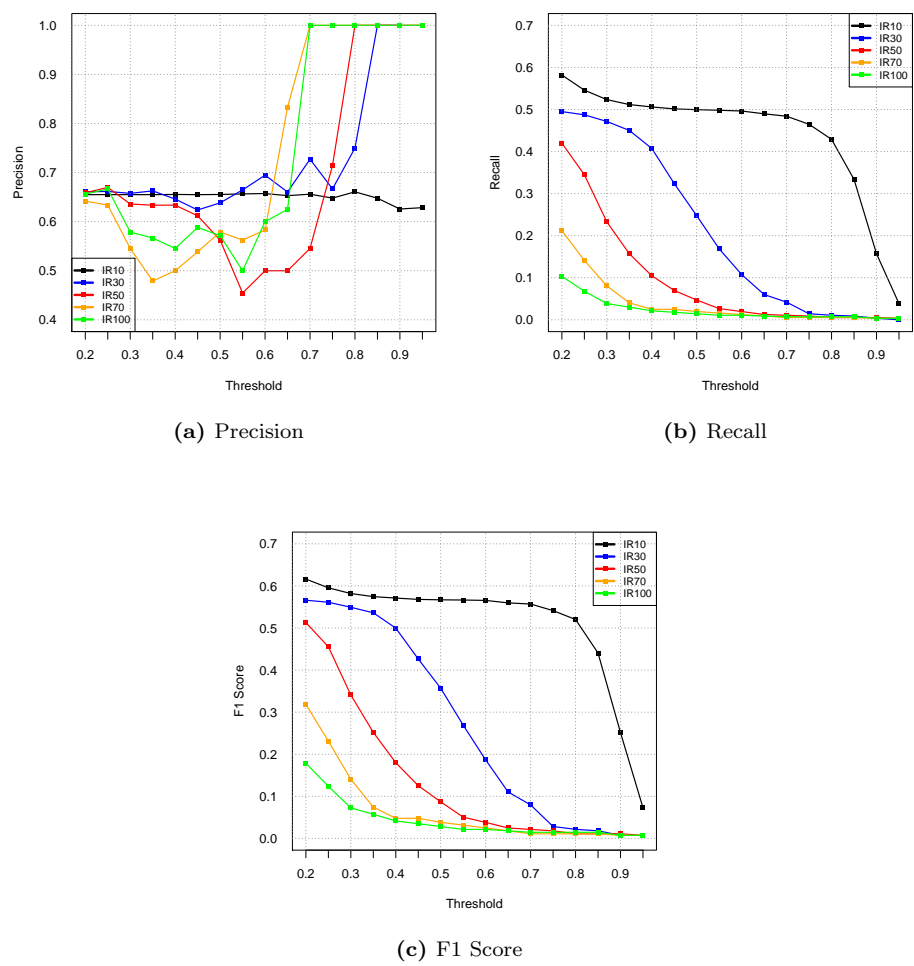 1.0
0.9
0.8
0.7
0.6
0.5
0.4
Precision
IR10
IR30
IR50
IR70
IR100
0.2 0.3 0.4 0.5 0.6 0.7 0.8 0.9
Threshold
(a) Precision
0.7
0.6
0.5
0.4
0.3
0.2
0.1
0.0
Recall
IR10
IR30
IR50
IR70
IR100
0.2 0.3 0.4 0.5 0.6 0.7 0.8 0.9
Threshold
(b) Recall
0.7
0.6
0.5
0.4
0.3
0.2
0.1
0.0
F1 Score
IR10
IR30
IR50
IR70
IR100
0.2 0.3 0.4 0.5 0.6 0.7 0.8 0.9
Threshold
(c) F1 Score